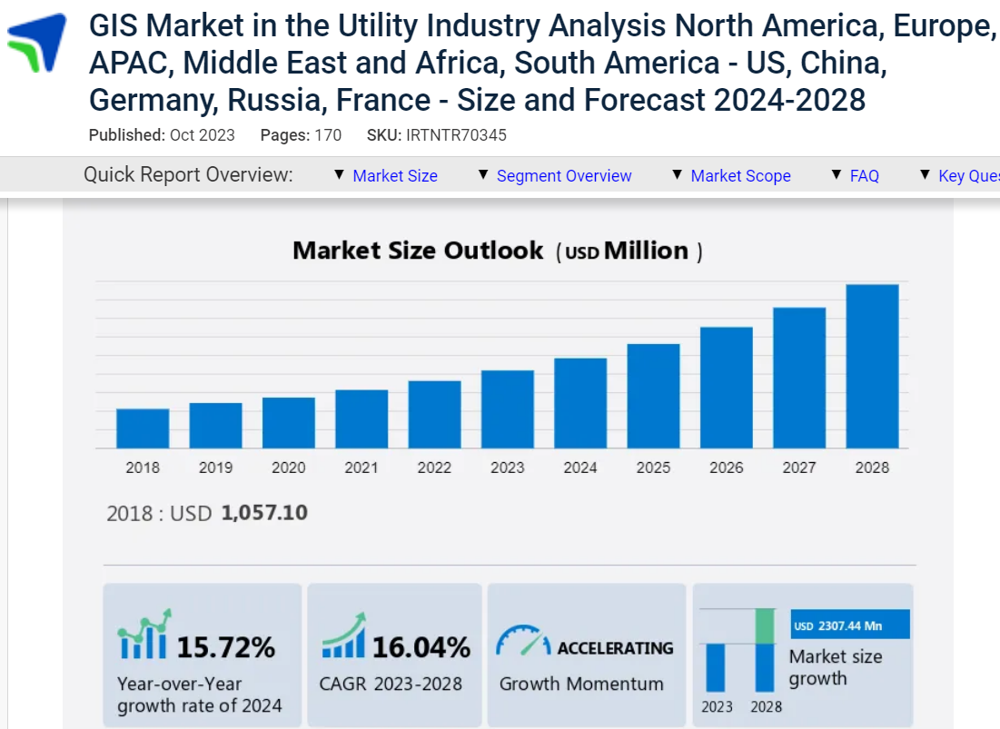 GIS Market in the Utility Industry Analysis North America, Europe,
APAC, Middle East and Africa, South America - US, China,
Germany, Russia, France - Size and Forecast 2024-2028
Published: Oct 2023 Pages: 170 SKU: IRTNTR70345
Quick Report Overview: ▼ Market Size ▼ Segment Overview ▼ Market Scope ▼ FAQ ▼ Key Ques
Market Size Outlook ( USD Million )
2018 2019 2020 2021 2022 2023 2024 2025 2026 2027 2028
2018 : USD 1,057.10
15.72%
Year-over-Year
growth rate of 2024
16.04%
CAGR 2023-2028
ACCELERATING
Growth Momentum
USD 2307.44 Mn
Market size
growth
2023 2028